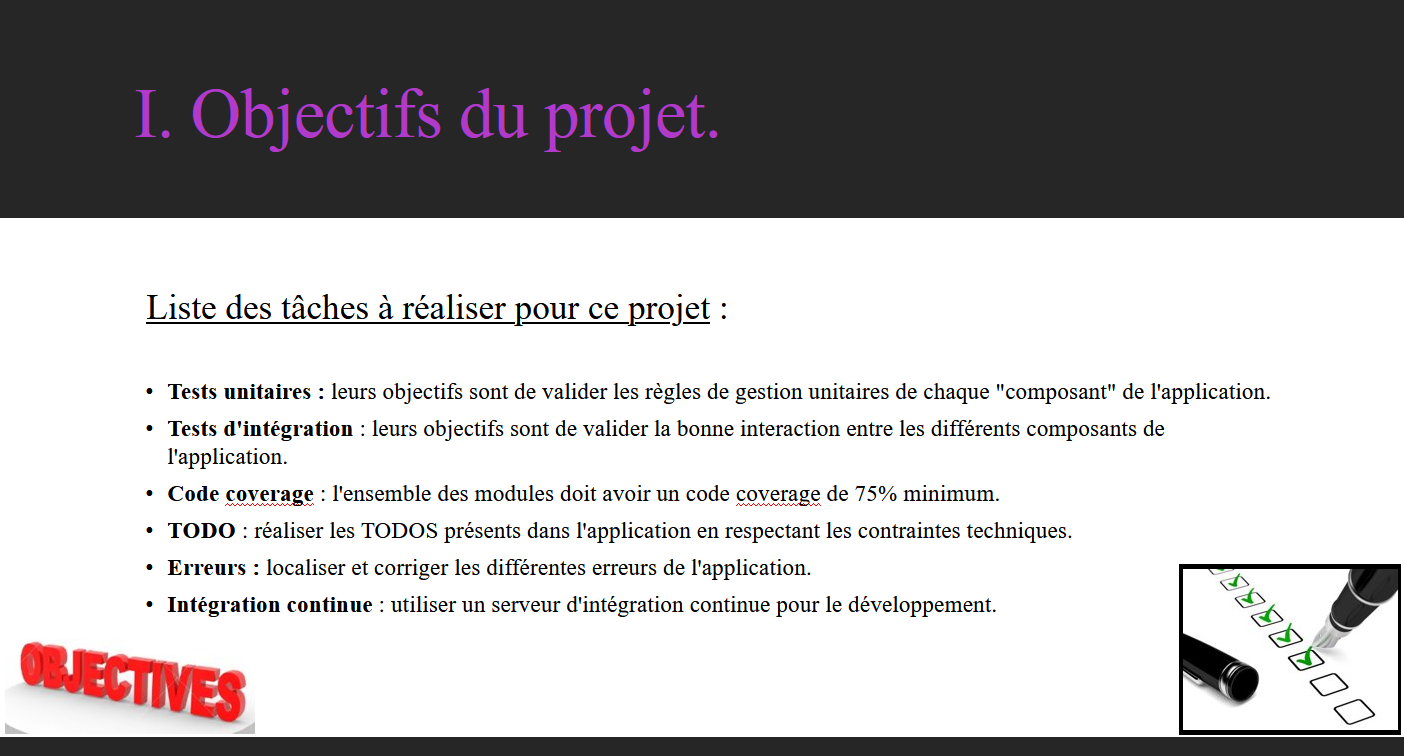 I. Objectifs du projet.
Liste des tâches à réaliser pour ce projet :
• Tests unitaires : leurs objectifs sont de valider les règles de gestion unitaires de chaque "composant" de l'application.
• Tests d'intégration : leurs objectifs sont de valider la bonne interaction entre les différents composants de
l'application.
• Code coverage : l'ensemble des modules doit avoir un code coverage de 75% minimum.
• TODO : réaliser les TODOS présents dans l'application en respectant les contraintes techniques.
• Erreurs : localiser et corriger les différentes erreurs de l'application.
• Intégration continue : utiliser un serveur d'intégration continue pour le développement.
OBJECTIVES